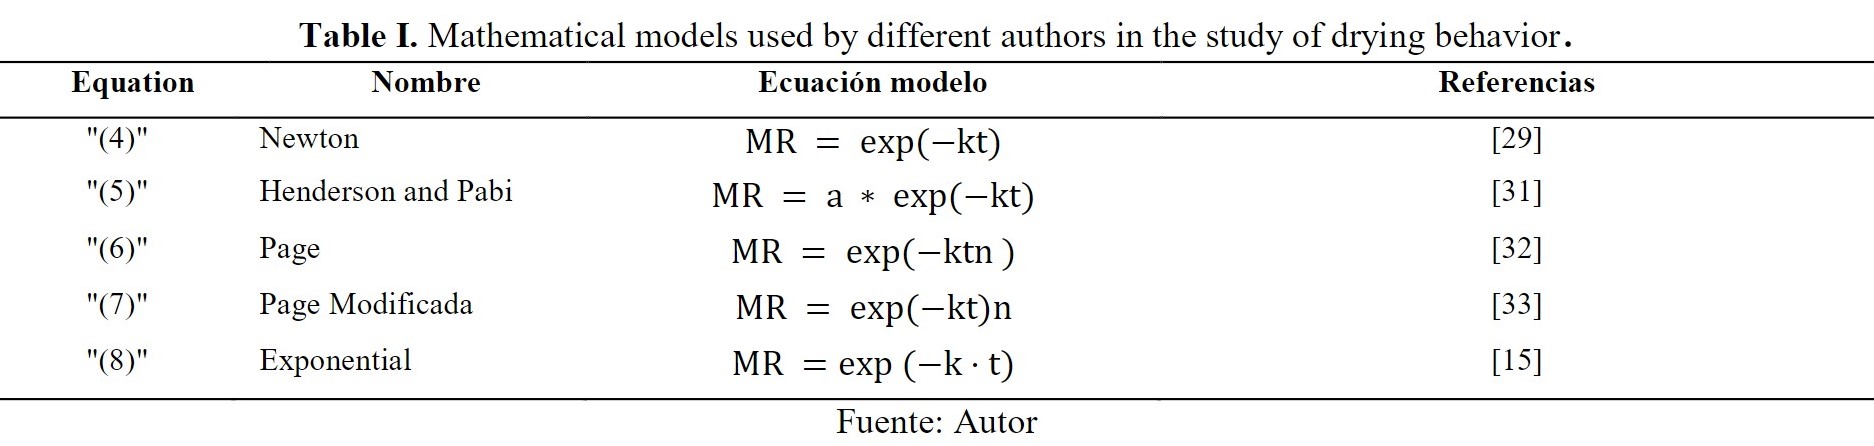 Table I. Mathematical models used by different authors in the study of drying behavior.
Equation Nombre Ecuación modelo Referencias
"(4)" Newton MR = exp(−kt) [29]
"(5)" Henderson and Pabi MR = a * exp(−kt) [31]
"(6)" Page MR = exp(−ktn ) [32]
"(7)" Page Modificada MR = exp(−kt)n [33]
"(8)" Exponential MR = exp (−k · t) [15]
Fuente: Autor